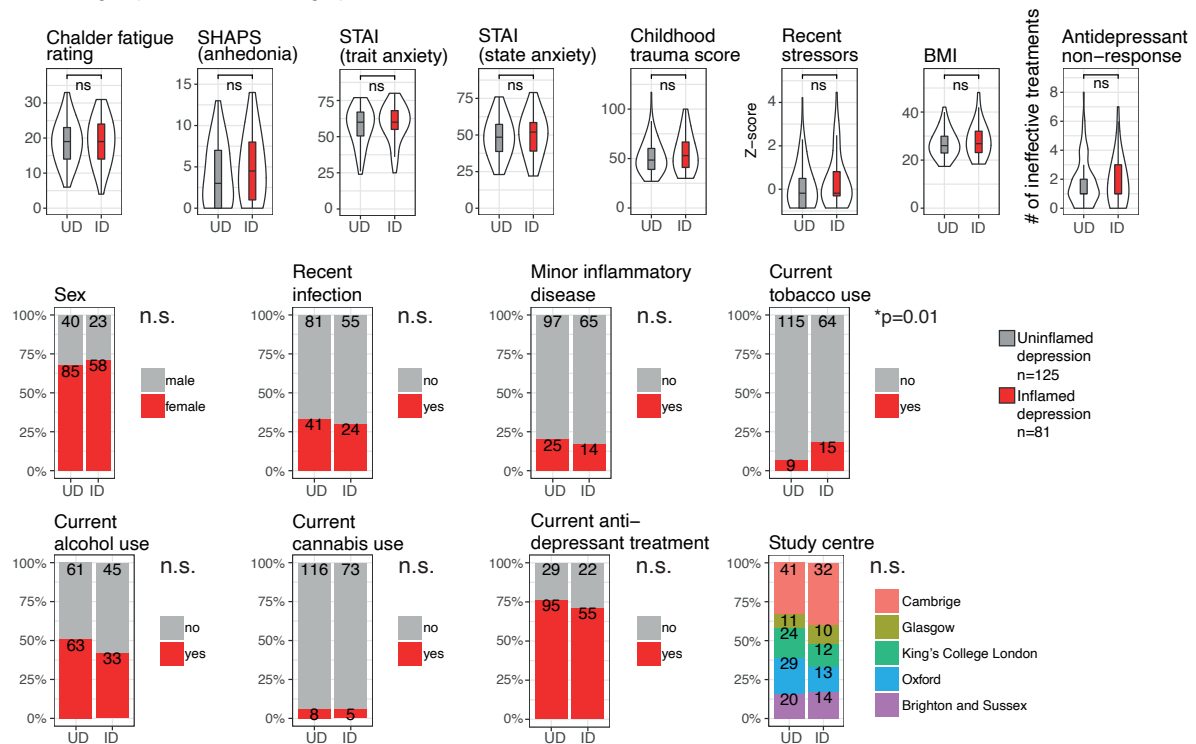 Chalder fatigue
rating
SHAPS
(anhedonia)
STAI
(trait anxiety)
STAI
(state anxiety)
Childhood
trauma score
Recent
stressors
BMI
Antidepressant
non−response
ns
ns
ns
ns
ns
ns
ns
ns
30
20
10
0
15
10
5
0
75
50
25
0
75
50
25
0
100
50
0
Z−score
4
2
0
40
20
0
# of ineffective treatments
8
6
4
2
0
UD ID
UD ID
UD ID
UD ID
UD ID
UD ID
UD ID
UD ID
Sex
100%
75%
50%
25%
0%
40 23
85 58
UD ID
n.s.
male
female
Recent
infection
100%
75%
50%
25%
0%
81 55
41 24
UD ID
n.s.
no
yes
Minor inflammatory
disease
100%
75%
50%
25%
0%
97 65
25 14
UD ID
n.s.
Current
tobacco use
100%
75%
50%
25%
0%
115 64
9 15
UD ID
*p=0.01
no
yes
Uninflamed
depression
n=125
Inflamed
depression
n=81
Current
alcohol use
100%
75%
50%
25%
0%
61 45
63 33
UD ID
n.s.
no
yes
Current
cannabis use
100%
75%
50%
25%
0%
116 73
8 5
UD ID
n.s.
no
yes
Current anti−
depressant treatment
100%
75%
50%
25%
0%
29 22
95 55
UD ID
n.s.
no
yes
Study centre
100%
75%
50%
25%
0%
41 32
11 10
24 12
29 13
20 14
UD ID
n.s.
Cambrige
Glasgow
King's College London
Oxford
Brighton and Sussex